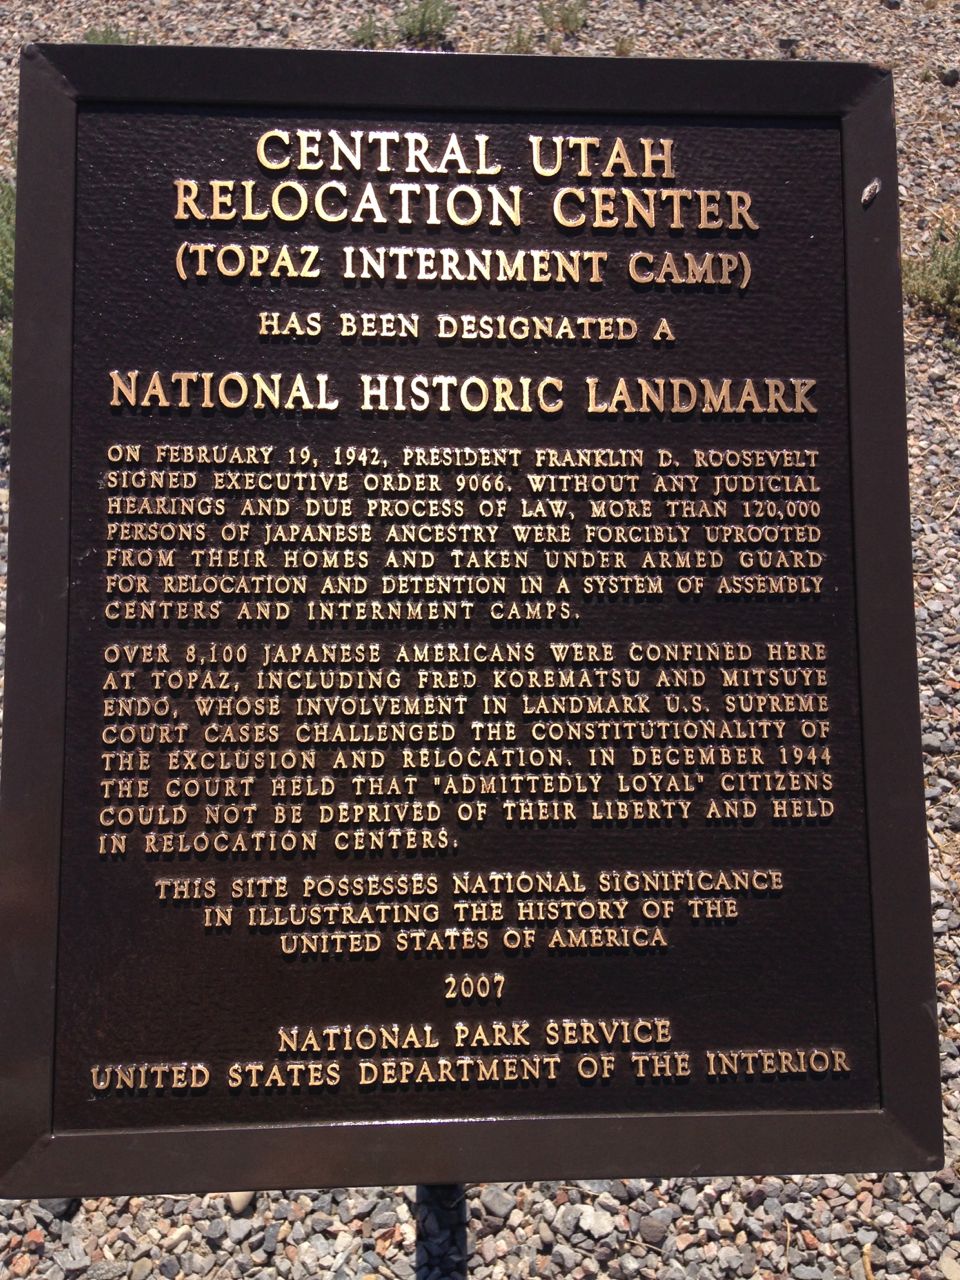 CENTRAL UTAH
RELOCATION CENTER
(TOPAZ INTERNMENT CAMP)
HAS BEEN DESIGNATED A
NATIONAL HISTORIC LANDMARK
ON FEBRUARY 19, 1942, PRESIDENT FRANKLIN D. ROOSEVELT
SIGNED EXECUTIVE ORDER 9066. WITHOUT ANY JUDICIAL
HEARINGS AND DUE PROCESS OF LAW, MORE THAN 120,000
PERSONS OF JAPANESE ANCESTRY WERE FORCIBLY UPROOTED
FROM THEIR HOMES AND TAKEN UNDER ARMED GUARD
FOR RELOCATION AND DETENTION IN A SYSTEM OF ASSEMBLY
CENTERS AND INTERNMENT CAMPS.
OVER 8,100 JAPANESE AMERICANS WERE CONFINED HERE
AT TOPAZ, INCLUDING FRED KOREMATSU AND MITSUYE
ENDO, WHOSE INVOLVEMENT IN LANDMARK U.S. SUPREME
COURT CASES CHALLENGED THE CONSTITUTIONALITY OF
THE EXCLUSION AND RELOCATION. IN DECEMBER 1944
THE COURT HELD THAT "ADMITTEDLY LOYAL" CITIZENS
COULD NOT BE DEPRIVED OF THEIR LIBERTY AND HELD
IN RELOCATION CENTERS.
THIS SITE POSSESSES NATIONAL SIGNIFICANCE
IN ILLUSTRATING THE HISTORY OF THE
UNITED STATES OF AMERICA
2007
NATIONAL PARK SERVICE
UNITED STATES DEPARTMENT OF THE INTERIOR